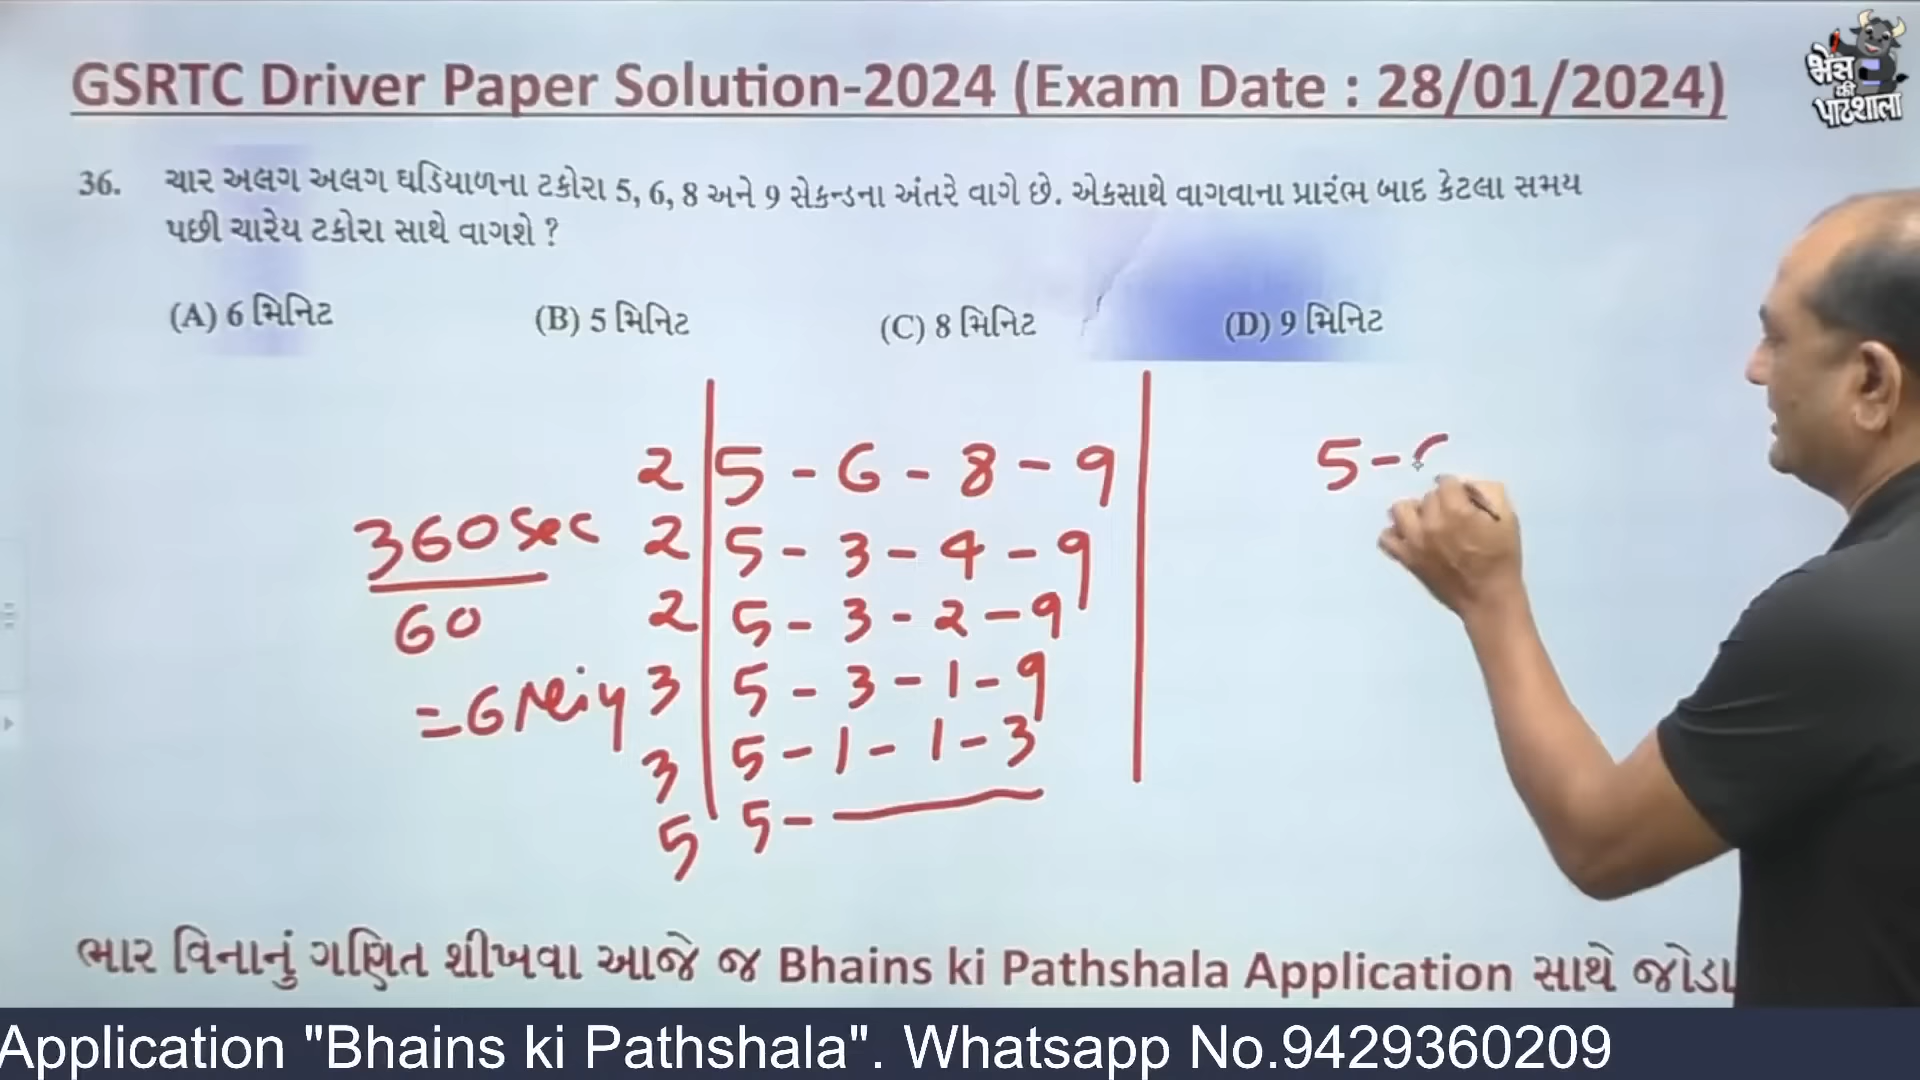 GSRTC Driver Paper Solution-2024 (Exam Date : 28/01/2024)
भैंस
की
पाठशाला
36. ચાર અલગ અલગ ઘડિયાળના ટકોરા 5, 6, 8 અને 9 સેકન્ડના અંતરે વાગે છે. એકસાથે વાગવાના પ્રારંભ બાદ કેટલા સમય
પછી ચારેય ટકોરા સાથે વાગશે ?
(A) 6 મિનિટ (B) 5 મિનિટ (C) 8 મિનિટ (D) 9 મિનિટ
2 5 - 6 - 8 - 9
2 5 - 3 - 4 - 9
2 5 - 3 - 2 - 9
3 5 - 3 - 1 - 9
3 5 - 1 - 1 - 3
5 5 -
360 sec
60
= 6
5 -
ભાર વિનાનું ગણિત શીખવા આજે જ Bhains ki Pathshala Application સાથે જોડા
Application "Bhains ki Pathshala". Whatsapp No.9429360209